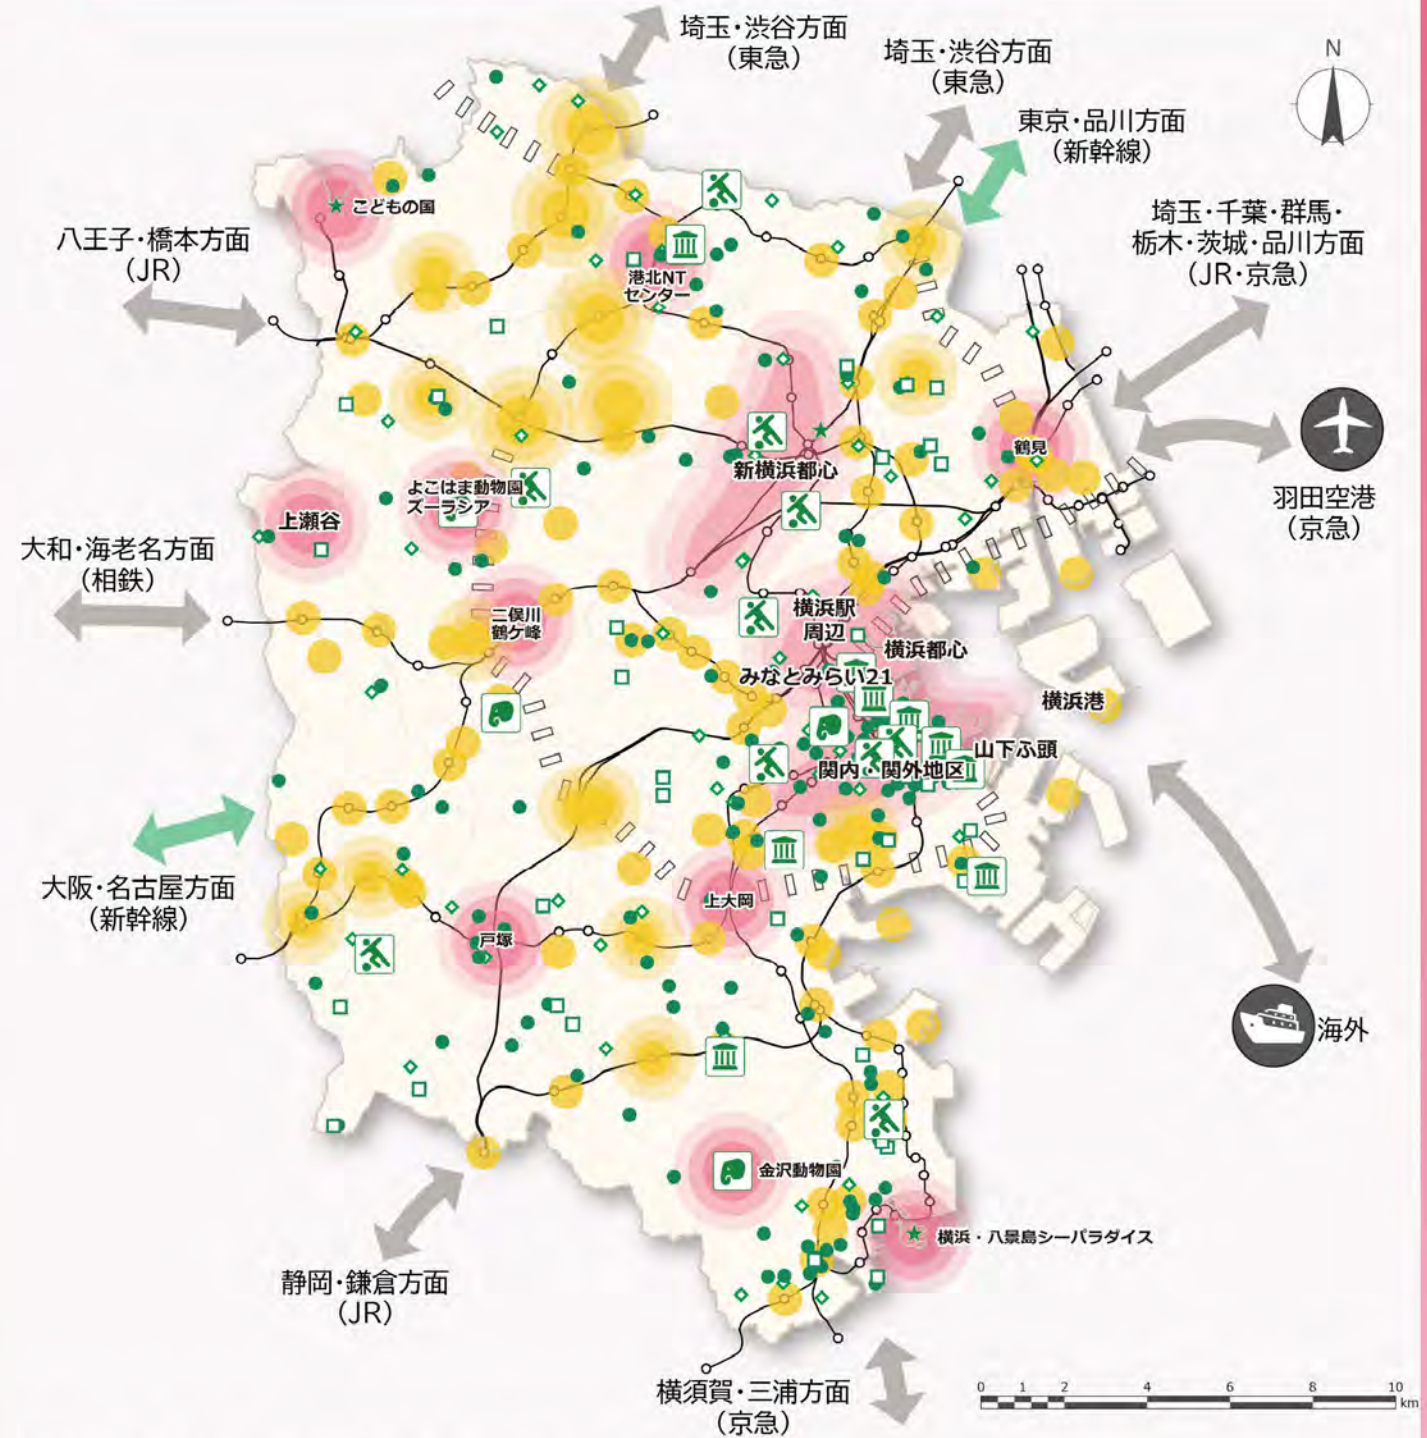 埼玉・渋谷方面
（東急）
埼玉・渋谷方面
（東急）
東京・品川方面
（新幹線）
N
埼玉・千葉・群馬・
栃木・茨城・品川方面
（JR・京急）
八王子・橋本方面
（JR）
こどもの国
港北NT
センター
鶴見
羽田空港
（京急）
新横浜都心
よこはま動物園
ズーラシア
上瀬谷
大和・海老名方面
（相鉄）
二俣川
鶴ケ峰
横浜駅
周辺
横浜都心
みなとみらい21
横浜港
山下ふ頭
関内・関外地区
大阪・名古屋方面
（新幹線）
上大岡
戸塚
海外
金沢動物園
横浜・八景島シーパラダイス
静岡・鎌倉方面
（JR）
横須賀・三浦方面
（京急）
0 1 2 4 6 8 10
km